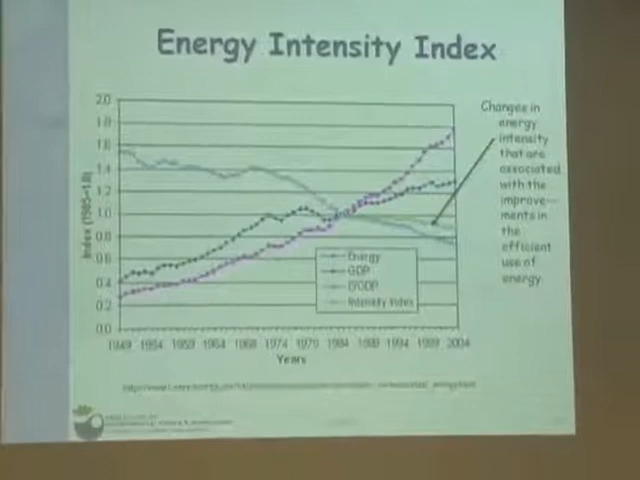 Energy Intensity Index
Changes in
energy
intensity
that are
associated
with the
improve-
ments in
the
efficient
use of
energy
2.0
1.8
1.6
1.4
1.2
1.0
0.8
0.6
0.4
0.2
0.0
Index (1985=1.0)
Energy
GDP
E/GDP
Intensity Index
1949 1954 1959 1964 1969 1974 1979 1984 1989 1994 1999 2004
Years